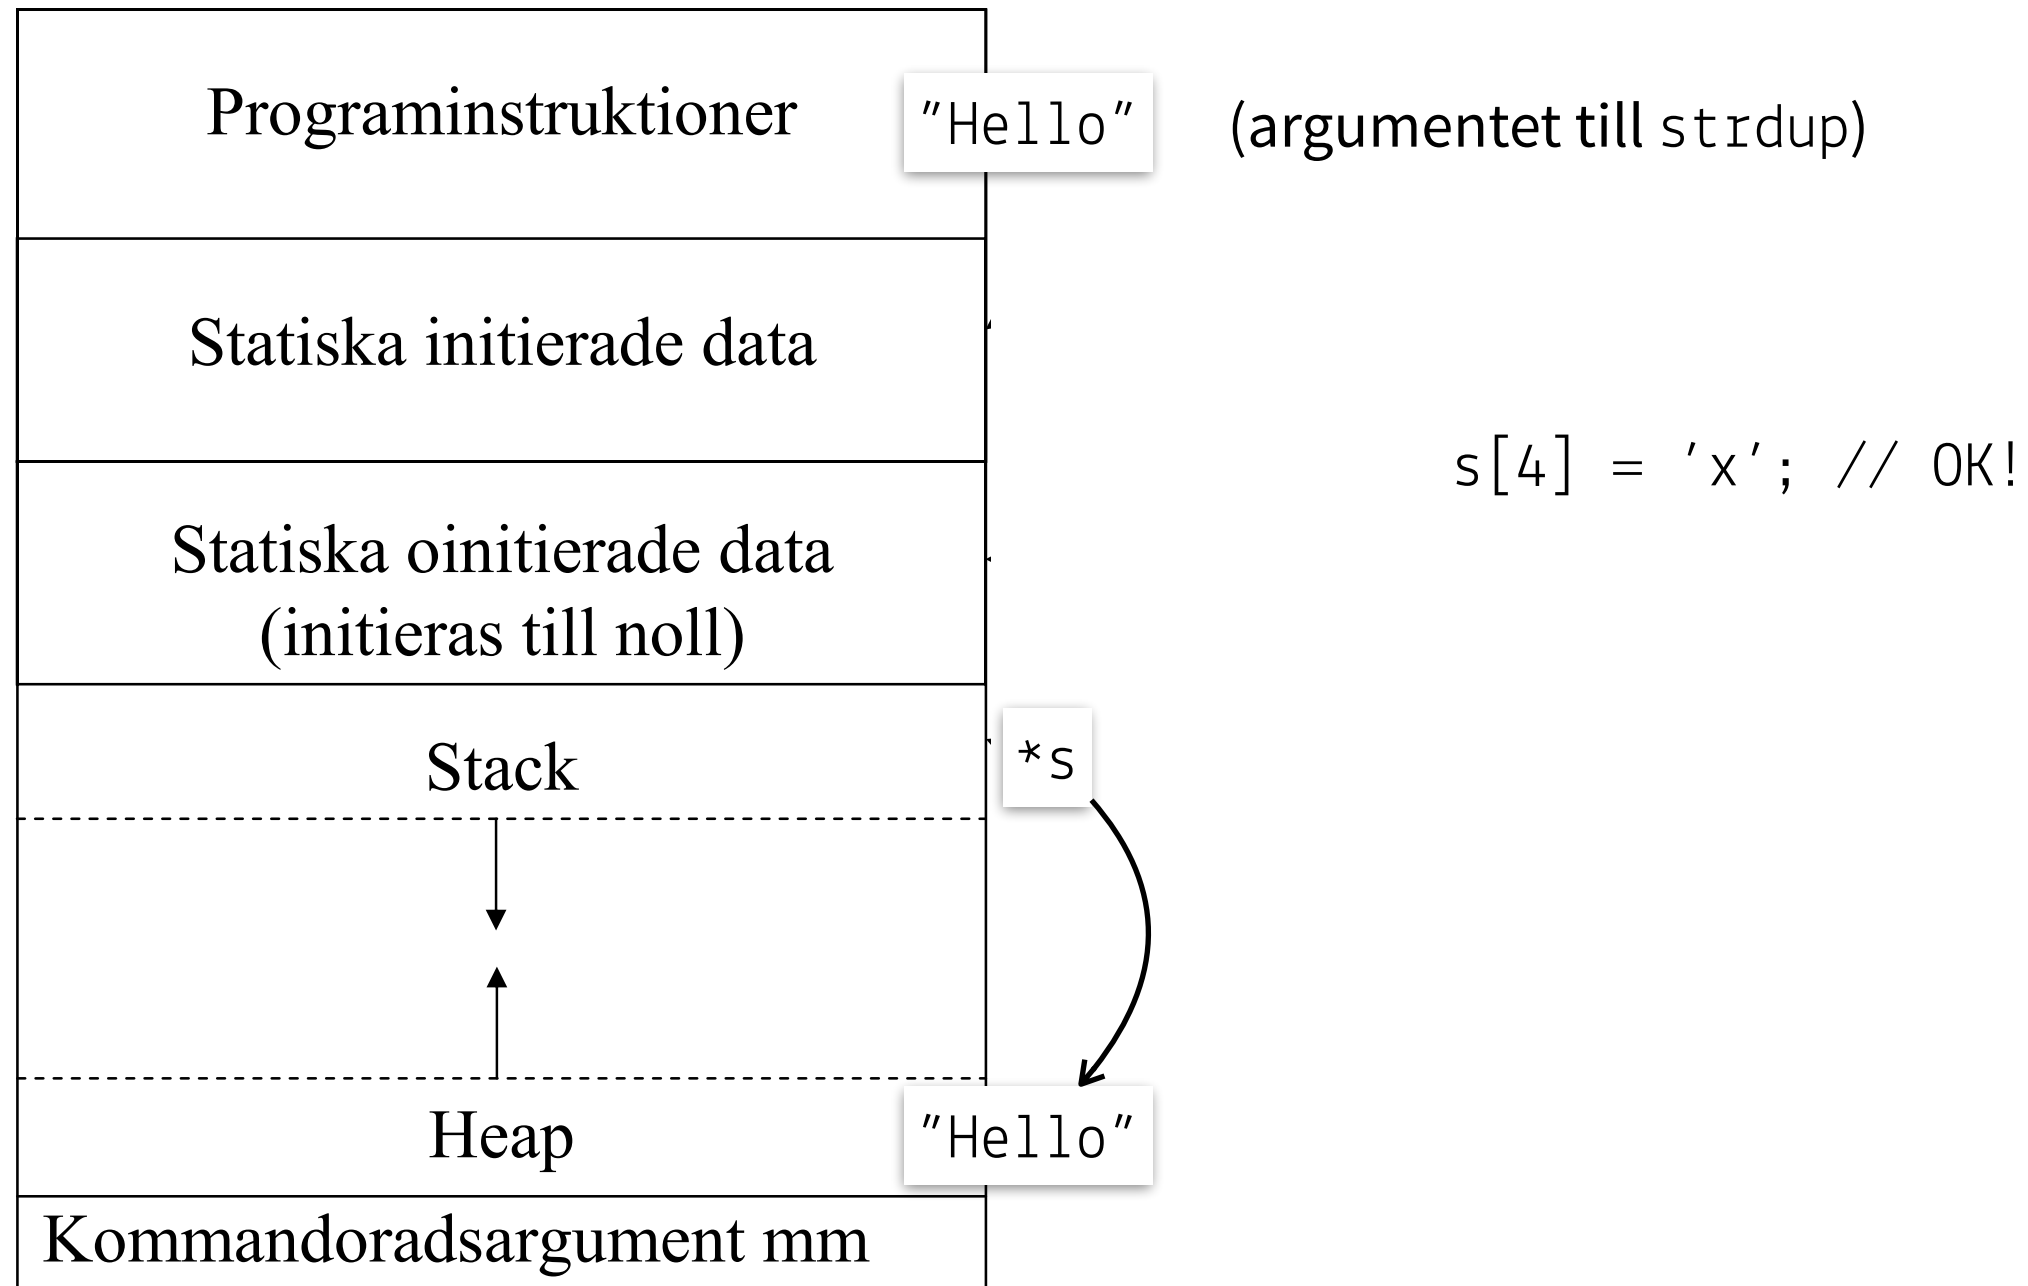 Programinstruktioner
”Hello”
(argumentet till strdup)
Statiska initierade data
s[4] = ’x’; // OK!
Statiska oinitierade data
(initieras till noll)
Stack
*s
Heap
”Hello”
Kommandoradsargument mm